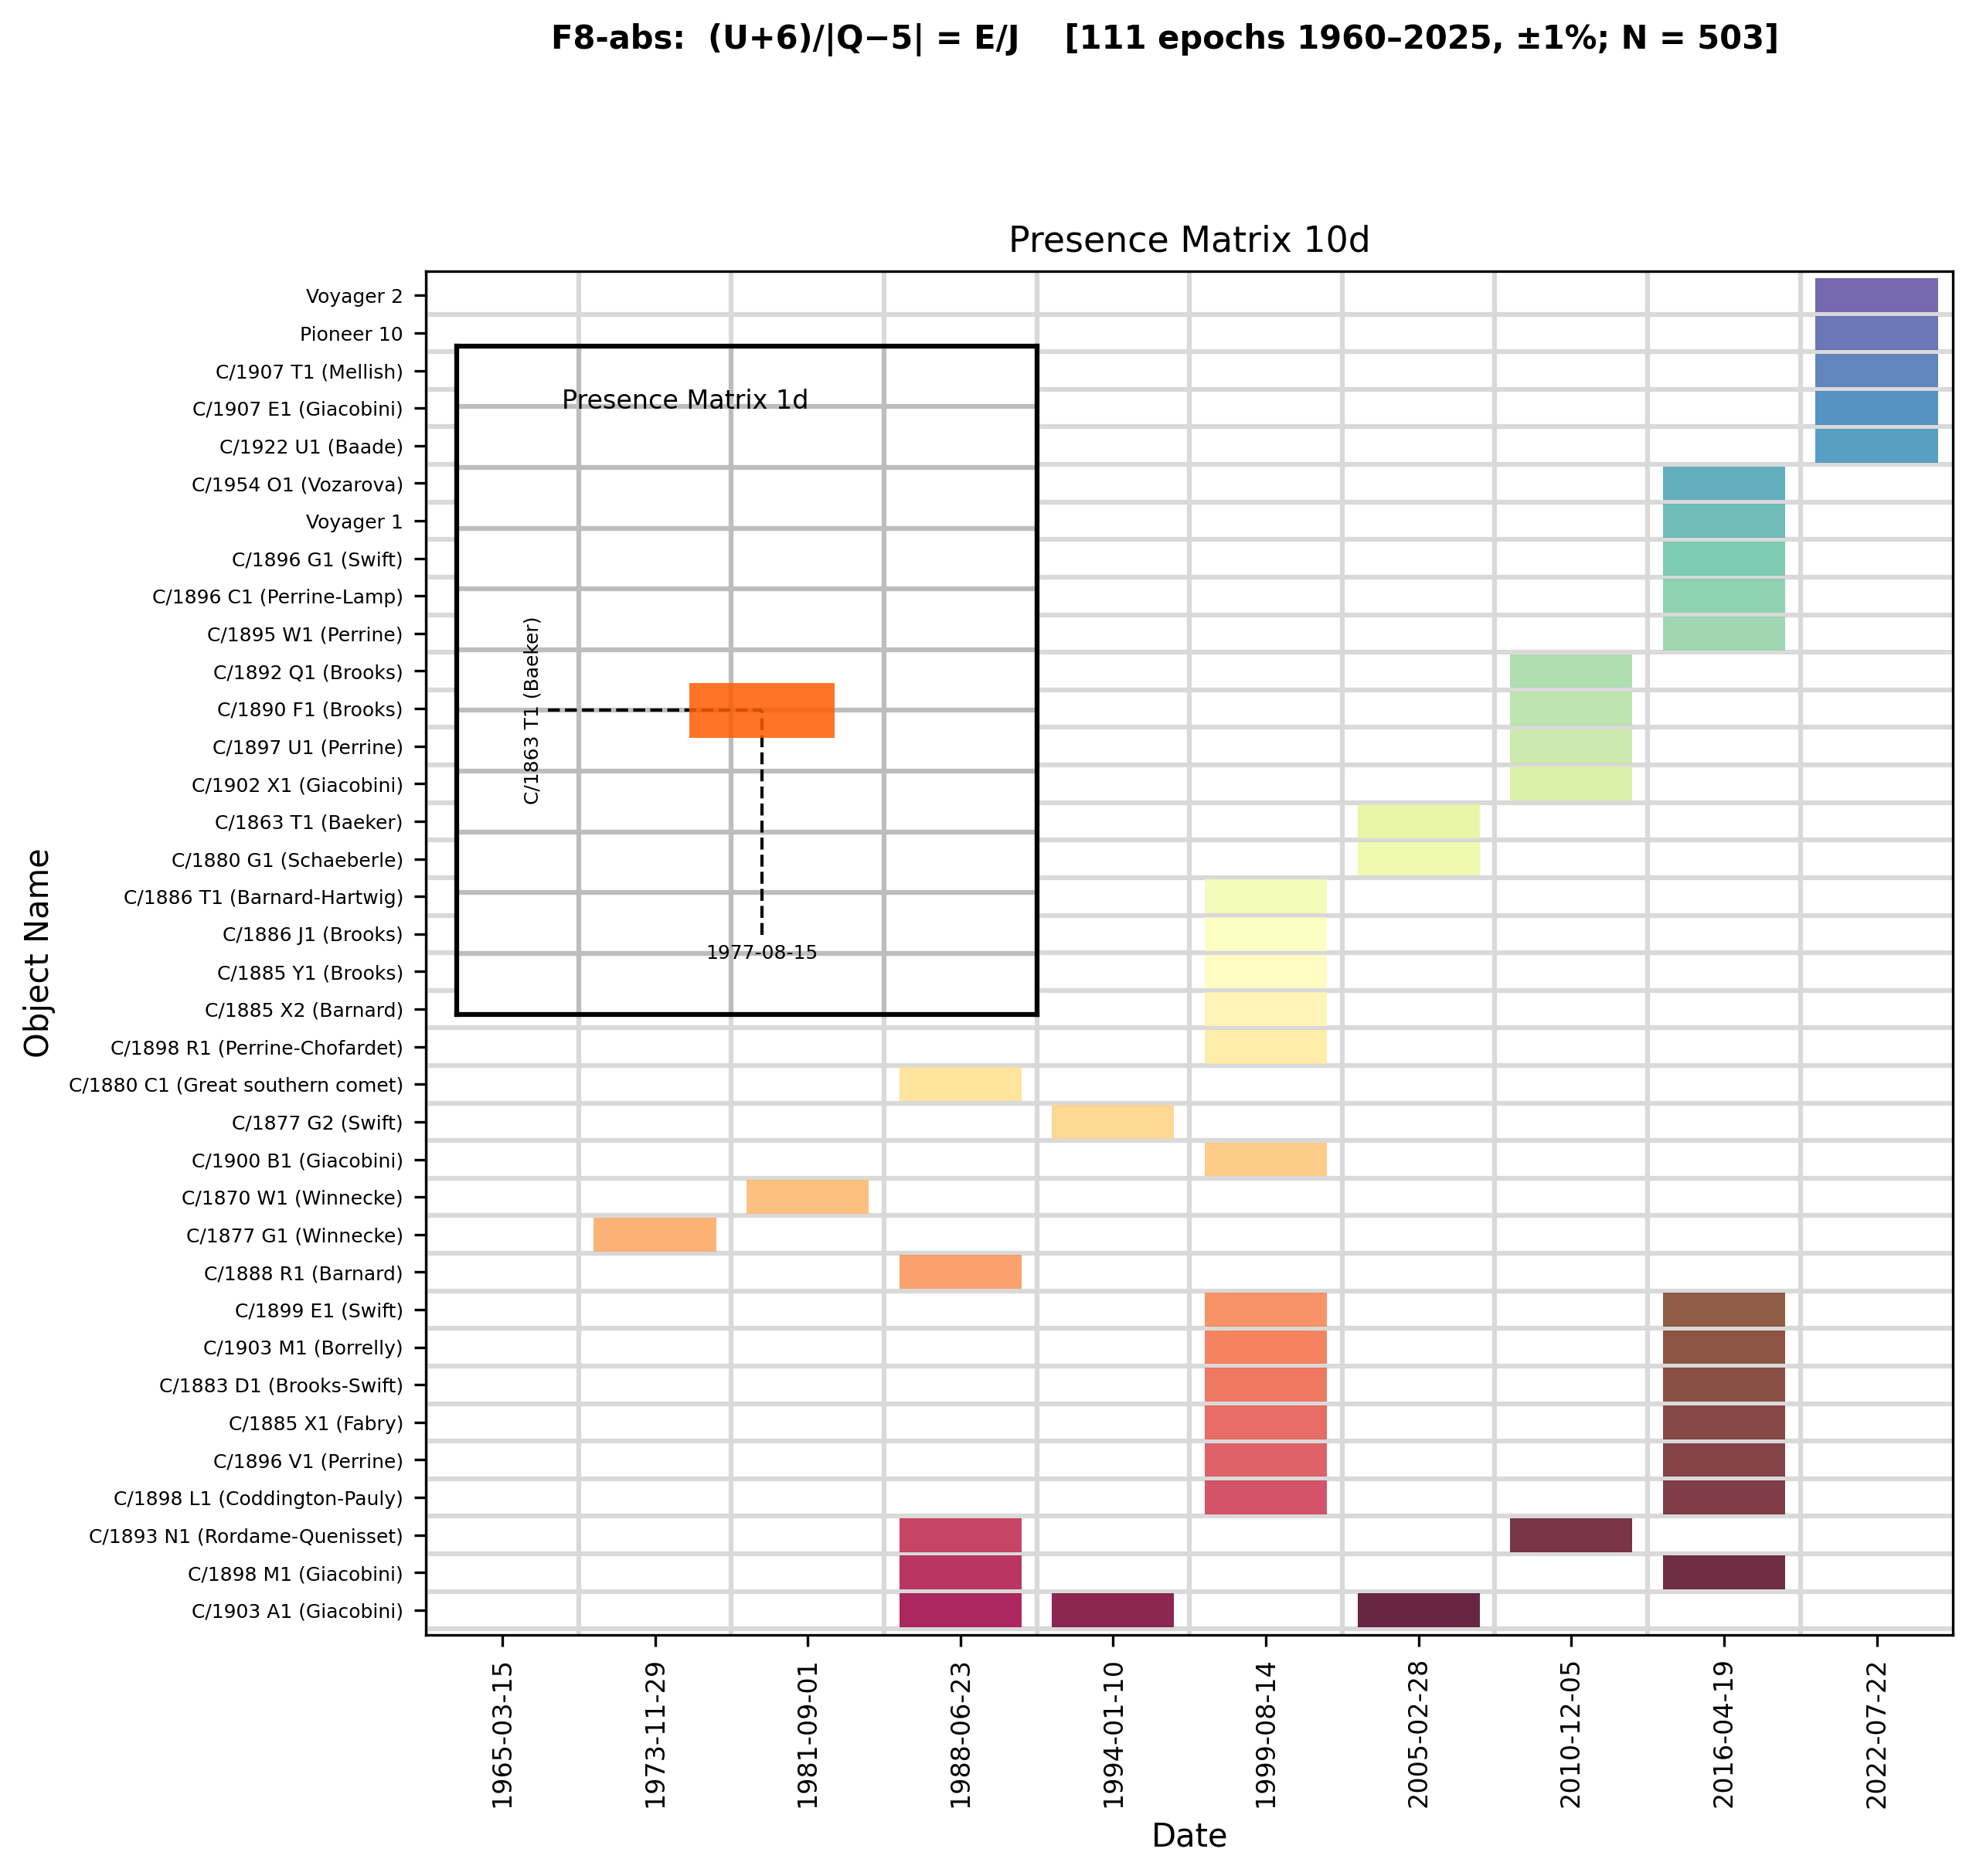 F8-abs:  (U+6)/|Q−5| = E/J    [111 epochs 1960–2025, ±1%; N = 503]
Presence Matrix 10d
Object Name
Voyager 2
Pioneer 10
C/1907 T1 (Mellish)
C/1907 E1 (Giacobini)
C/1922 U1 (Baade)
C/1954 O1 (Vozarova)
Voyager 1
C/1896 G1 (Swift)
C/1896 C1 (Perrine-Lamp)
C/1895 W1 (Perrine)
C/1892 Q1 (Brooks)
C/1890 F1 (Brooks)
C/1897 U1 (Perrine)
C/1902 X1 (Giacobini)
C/1863 T1 (Baeker)
C/1880 G1 (Schaeberle)
C/1886 T1 (Barnard-Hartwig)
C/1886 J1 (Brooks)
C/1885 Y1 (Brooks)
C/1885 X2 (Barnard)
C/1898 R1 (Perrine-Chofardet)
C/1880 C1 (Great southern comet)
C/1877 G2 (Swift)
C/1900 B1 (Giacobini)
C/1870 W1 (Winnecke)
C/1877 G1 (Winnecke)
C/1888 R1 (Barnard)
C/1899 E1 (Swift)
C/1903 M1 (Borrelly)
C/1883 D1 (Brooks-Swift)
C/1885 X1 (Fabry)
C/1896 V1 (Perrine)
C/1898 L1 (Coddington-Pauly)
C/1893 N1 (Rordame-Quenisset)
C/1898 M1 (Giacobini)
C/1903 A1 (Giacobini)
Presence Matrix 1d
C/1863 T1 (Baeker)
1977-08-15
1965-03-15
1973-11-29
1981-09-01
1988-06-23
1994-01-10
1999-08-14
2005-02-28
2010-12-05
2016-04-19
2022-07-22
Date